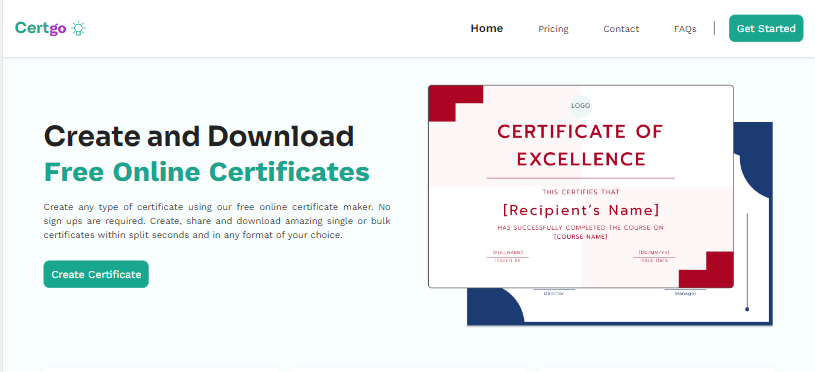 Certgo
Home
Pricing
Contact
FAQs
Get Started
Create and Download
Free Online Certificates
Create any type of certificate using our free online certificate maker. No
sign ups are required. Create, share and download amazing single or bulk
certificates within split seconds and in any format of your choice.
Create Certificate
LOGO
CERTIFICATE OF
EXCELLENCE
THIS CERTIFIES THAT
[Recipient's Name]
HAS SUCCESSFULLY COMPLETED THE COURSE ON
[COURSE NAME]
[FULLNAME]
ISSUED BY
[DD/MM/YY]
ISSUE DATE
Director
Manager